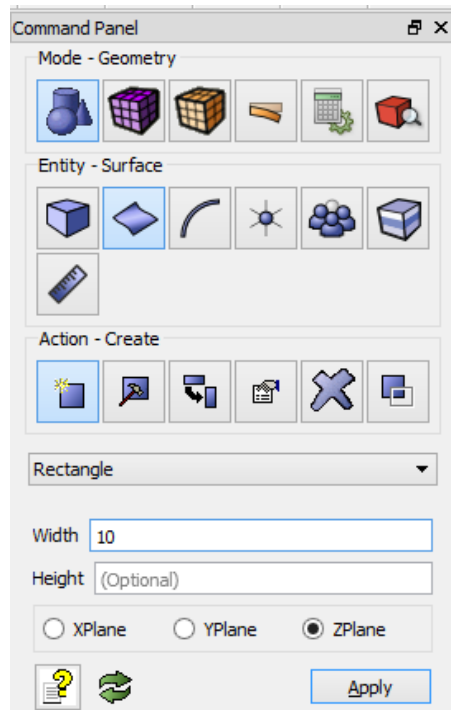 Command Panel
Mode - Geometry
Entity - Surface
Action - Create
Rectangle
Width 10
Height (Optional)
XPlane YPlane ZPlane
Apply